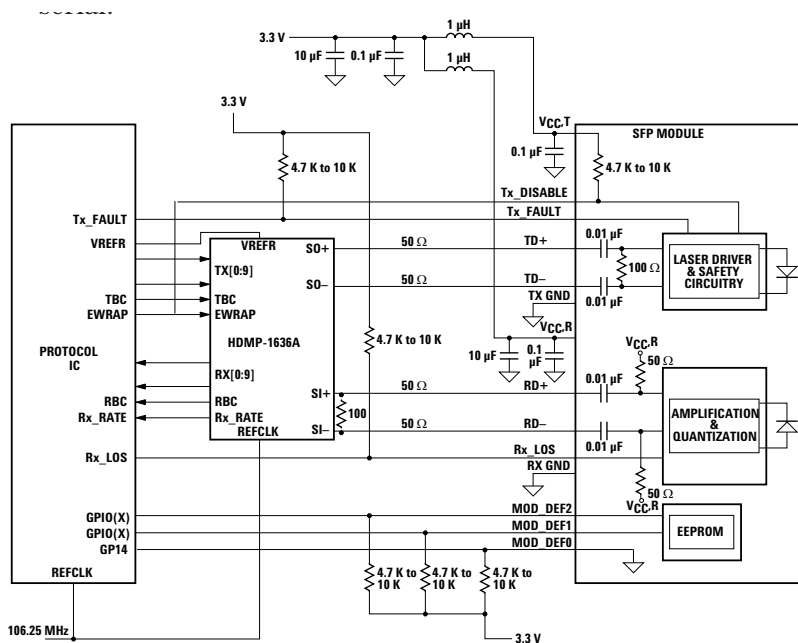 1 µH
3.3 V
10 µF
0.1 µF
1 µH
3.3 V
VCC,T
SFP MODULE
0.1 µF
4.7 K to 10 K
4.7 K to 10 K
Tx_DISABLE
Tx_FAULT
Tx_FAULT
VREFR
VREFR
SO+
50 Ω
TD+
0.01 µF
TX[0:9]
100 Ω
LASER DRIVER
& SAFETY
CIRCUITRY
SO–
50 Ω
TD–
0.01 µF
TX GND
TBC
TBC
EWRAP
EWRAP
HDMP-1636A
VCC,R
4.7 K to 10 K
10 µF
0.1
µF
VCC,R
50 Ω
PROTOCOL
IC
RX[0:9]
SI+
50 Ω
RD+
0.01 µF
RBC
RBC
100
AMPLIFICATION
&
QUANTIZATION
Rx_RATE
Rx_RATE
REFCLK
SI–
50 Ω
RD–
0.01 µF
Rx_LOS
Rx_LOS
RX GND
50 Ω
VCC,R
GPIO(X)
MOD_DEF2
GPIO(X)
MOD_DEF1
EEPROM
GP14
MOD_DEF0
REFCLK
4.7 K to
10 K
4.7 K to
10 K
4.7 K to
10 K
106.25 MHz
3.3 V